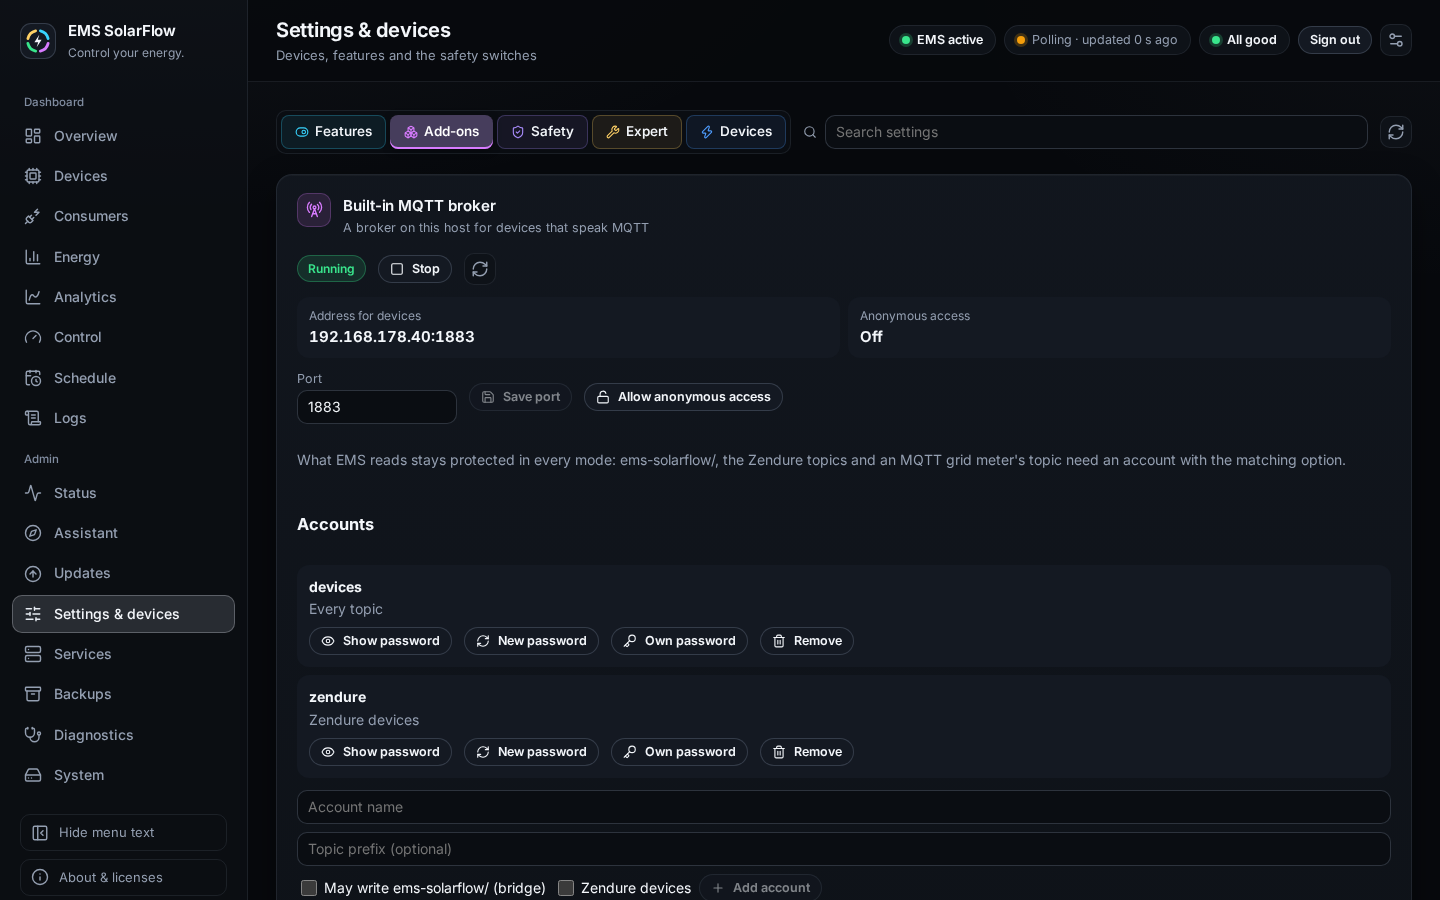 EMS SolarFlow
Control your energy.
Dashboard
Overview
Devices
Consumers
Energy
Analytics
Control
Schedule
Logs
Admin
Status
Assistant
Updates
Settings & devices
Services
Backups
Diagnostics
System
Hide menu text
About & licenses
Settings & devices
Devices, features and the safety switches
EMS active
Polling · updated 0 s ago
All good
Sign out
Features
Add-ons
Safety
Expert
Devices
Search settings
Built-in MQTT broker
A broker on this host for devices that speak MQTT
Running
Stop
Address for devices
192.168.178.40:1883
Anonymous access
Off
Port
1883
Save port
Allow anonymous access
What EMS reads stays protected in every mode: ems-solarflow/, the Zendure topics and an MQTT grid meter's topic need an account with the matching option.
Accounts
devices
Every topic
Show password
New password
Own password
Remove
zendure
Zendure devices
Show password
New password
Own password
Remove
Account name
Topic prefix (optional)
May write ems-solarflow/ (bridge)
Zendure devices
Add account